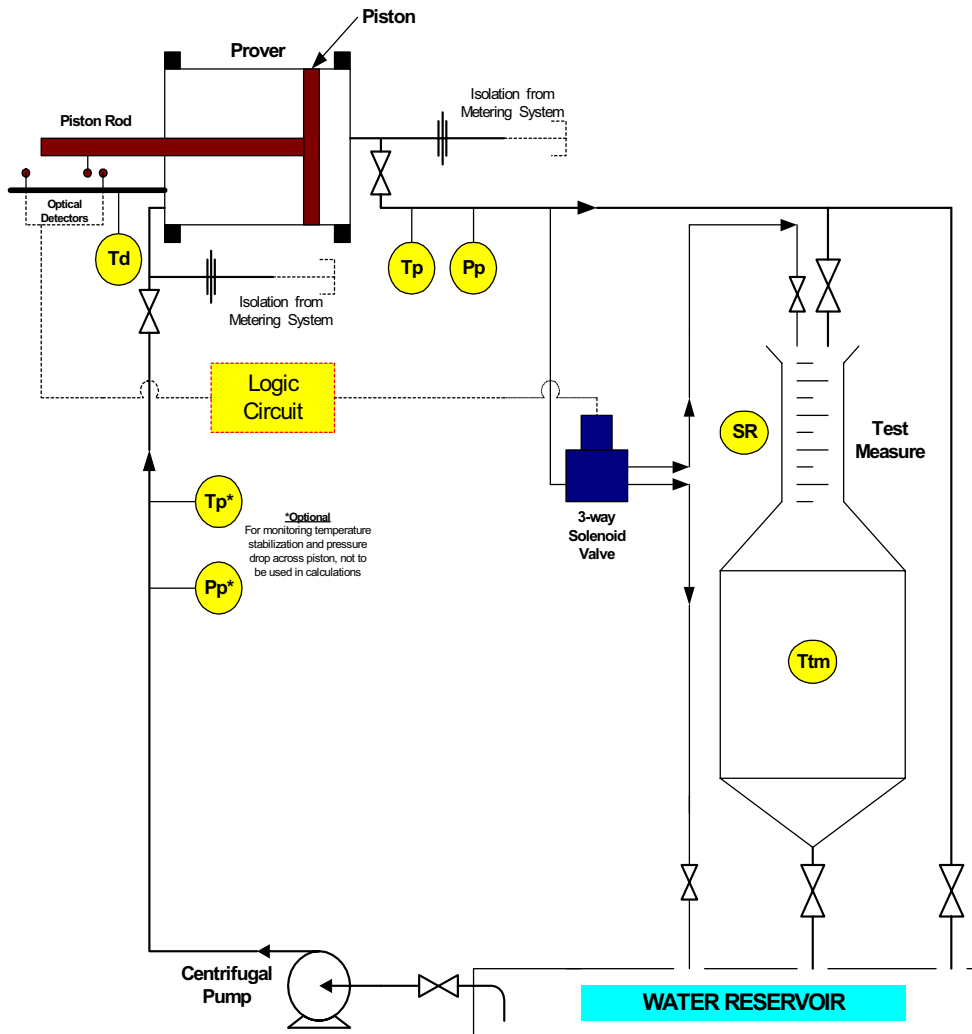 Piston
Prover
Isolation from
Metering System
Piston Rod
Optical
Detectors
Td
Tp
Pp
Isolation from
Metering System
Logic
Circuit
SR
Test
Measure
3-way
Solenoid
Valve
Tp*
*Optional
For monitoring temperature
stabilization and pressure
drop across piston, not to
be used in calculations
Pp*
Ttm
Centrifugal
Pump
WATER RESERVOIR